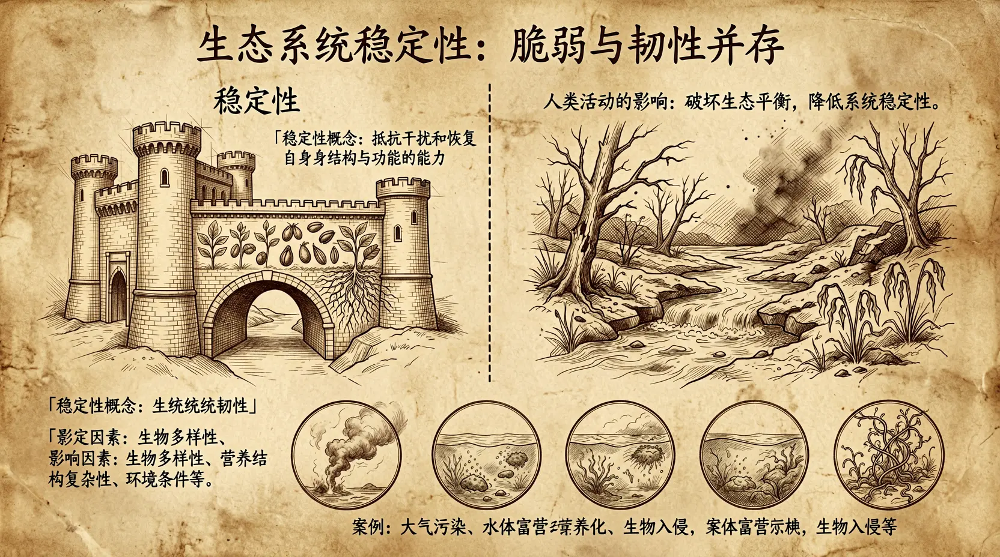 生态系统稳定性：脆弱与韧性并存
稳定性
「稳定性概念：抵抗干扰和恢复
自身身结构与功能的能力
人类活动的影响：破坏生态平衡，降低系统稳定性。
「稳定性概念：生统统统韧性」
「影定因素：生物多样性、
影响因素：生物多样性、营养结
构复杂性、环境条件等。
案例：大气污染、水体富营养化、生物入侵，案体富营，生物入侵等